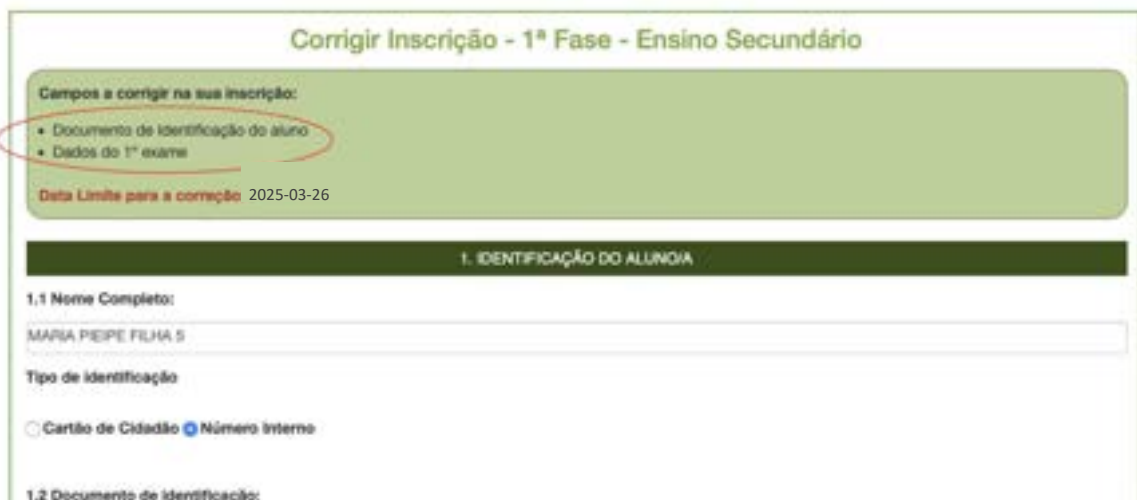 Corrigir Inscrição - 1ª Fase - Ensino Secundário
Campos a corrigir na sua inscrição:
• Documento de Identificação do aluno
• Dados do 1º exame
Data Limite para a correção 2025-03-26
1. IDENTIFICAÇÃO DO ALUNO/A
1.1 Nome Completo:
MARIA PIEIPE FILHA 5
Tipo de identificação
Cartão de Cidadão Número Interno
1.2 Documento de identificação: